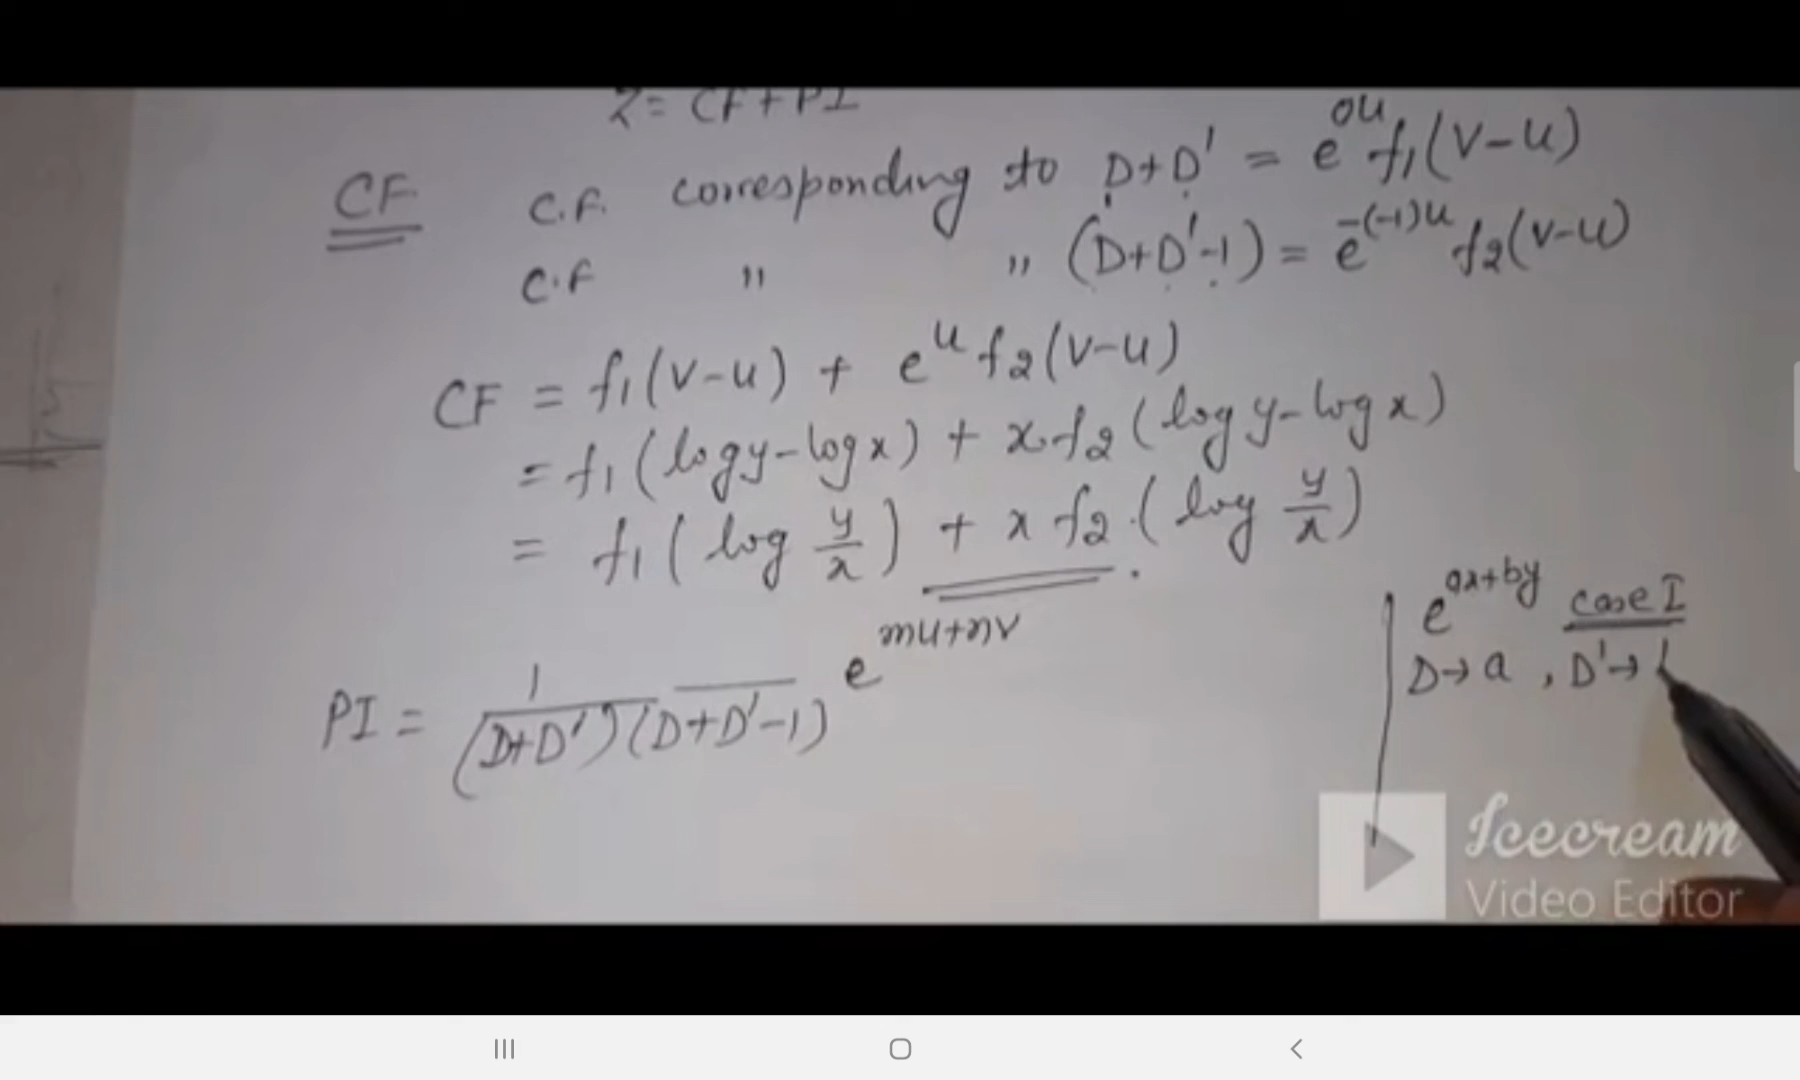 Z = CF + PI
CF C.F. corresponding to D+D' = e^{0u} f1(V-u)
C.F " " (D+D'-1) = e^{-(-1)u} f2(V-u)
CF = f1(V-u) + e^u f2(V-u)
= f1(log y - log x) + x. f2(log y - log x)
= f1(log y/x) + x f2.(log y/x)
PI = 1/(D+D')(D+D'-1) e^{mu+nv}
e^{ax+by} case I
D→a, D'→
Icecream
Video Editor